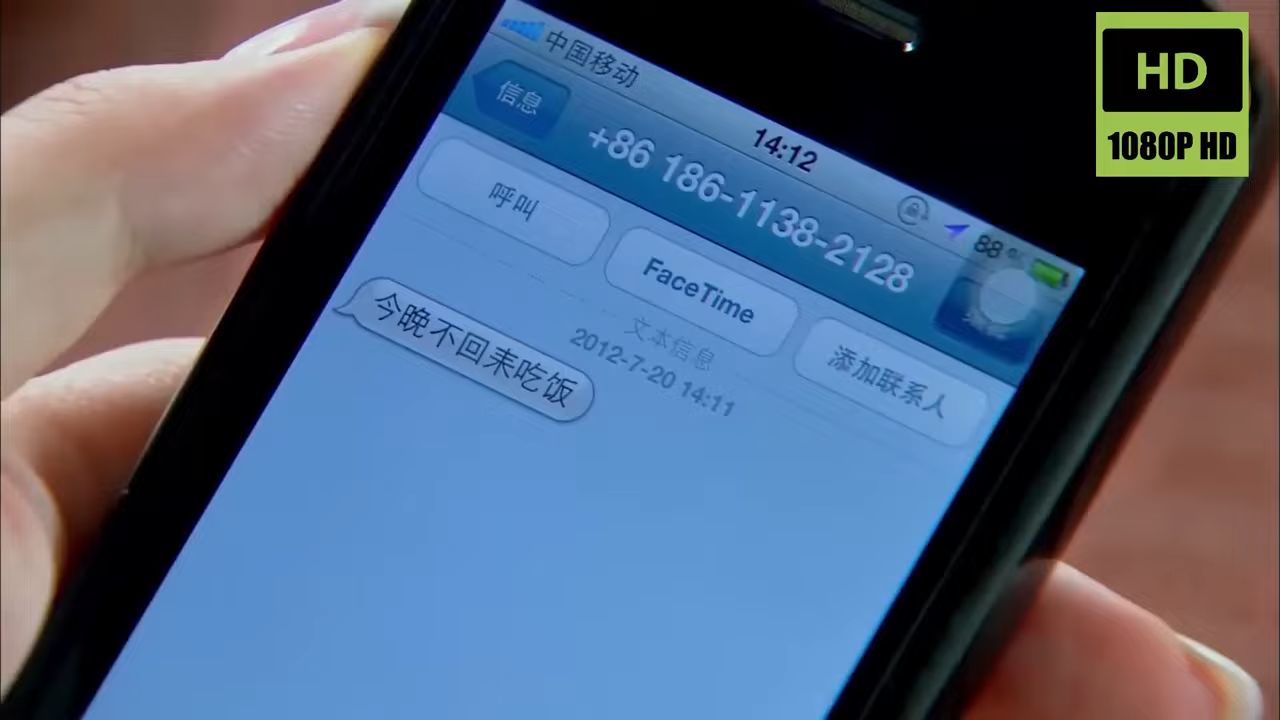 中国移动
14:12
88%
信息
+86 186-1138-2128
呼叫
FaceTime
添加联系人
文本信息
2012-7-20 14:11
今晚不回来吃饭
HD
1080P HD